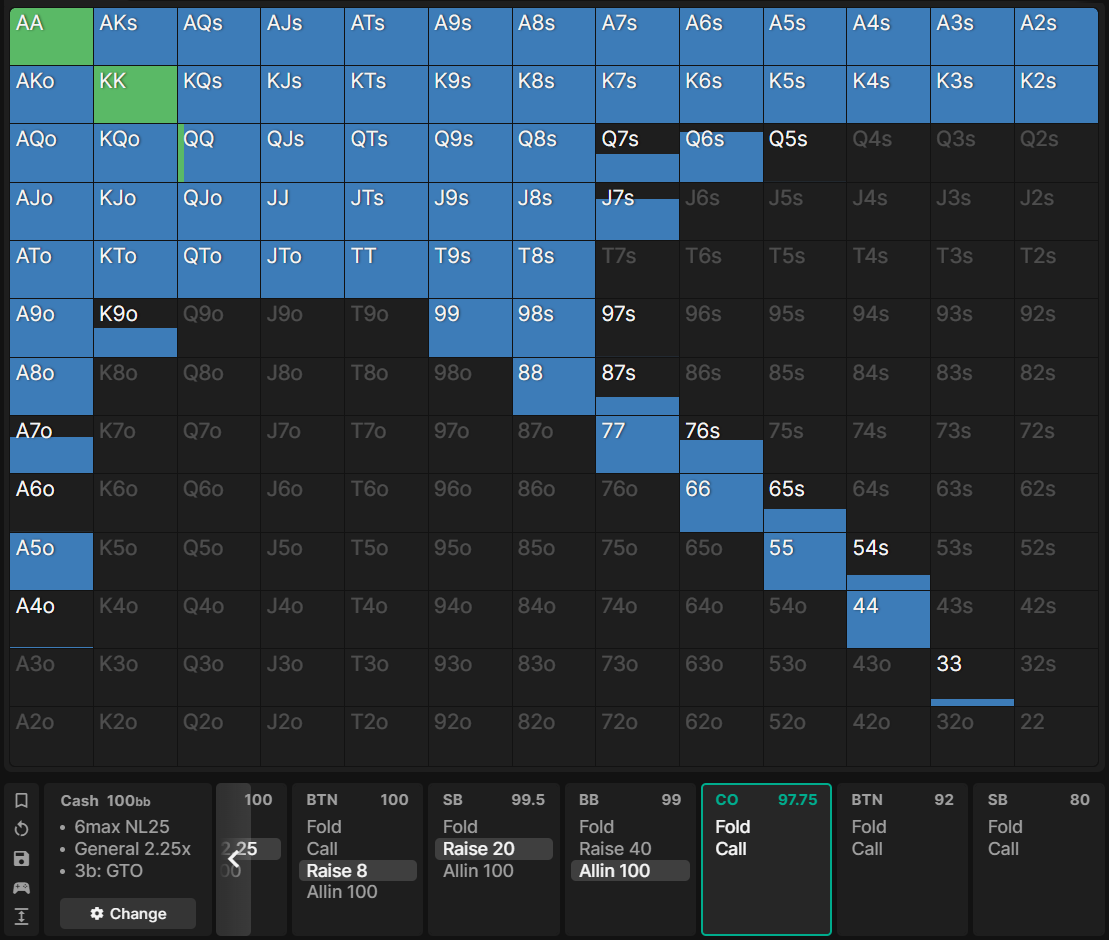 AA AKs AQs AJs ATs A9s A8s A7s A6s A5s A4s A3s A2s
AKo KK KQs KJs KTs K9s K8s K7s K6s K5s K4s K3s K2s
AQo KQo QQ QJs QTs Q9s Q8s Q7s Q6s Q5s Q4s Q3s Q2s
AJo KJo QJo JJ JTs J9s J8s J7s J6s J5s J4s J3s J2s
ATo KTo QTo JTo TT T9s T8s T7s T6s T5s T4s T3s T2s
A9o K9o Q9o J9o T9o 99 98s 97s 96s 95s 94s 93s 92s
A8o K8o Q8o J8o T8o 98o 88 87s 86s 85s 84s 83s 82s
A7o K7o Q7o J7o T7o 97o 87o 77 76s 75s 74s 73s 72s
A6o K6o Q6o J6o T6o 96o 86o 76o 66 65s 64s 63s 62s
A5o K5o Q5o J5o T5o 95o 85o 75o 65o 55 54s 53s 52s
A4o K4o Q4o J4o T4o 94o 84o 74o 64o 54o 44 43s 42s
A3o K3o Q3o J3o T3o 93o 83o 73o 63o 53o 43o 33 32s
A2o K2o Q2o J2o T2o 92o 82o 72o 62o 52o 42o 32o 22
Cash 100bb
• 6max NL25
• General 2.25x
• 3b: GTO
Change
100
2.25
00
BTN 100
Fold
Call
Raise 8
Allin 100
SB 99.5
Fold
Raise 20
Allin 100
BB 99
Fold
Raise 40
Allin 100
CO 97.75
Fold
Call
BTN 92
Fold
Call
SB 80
Fold
Call